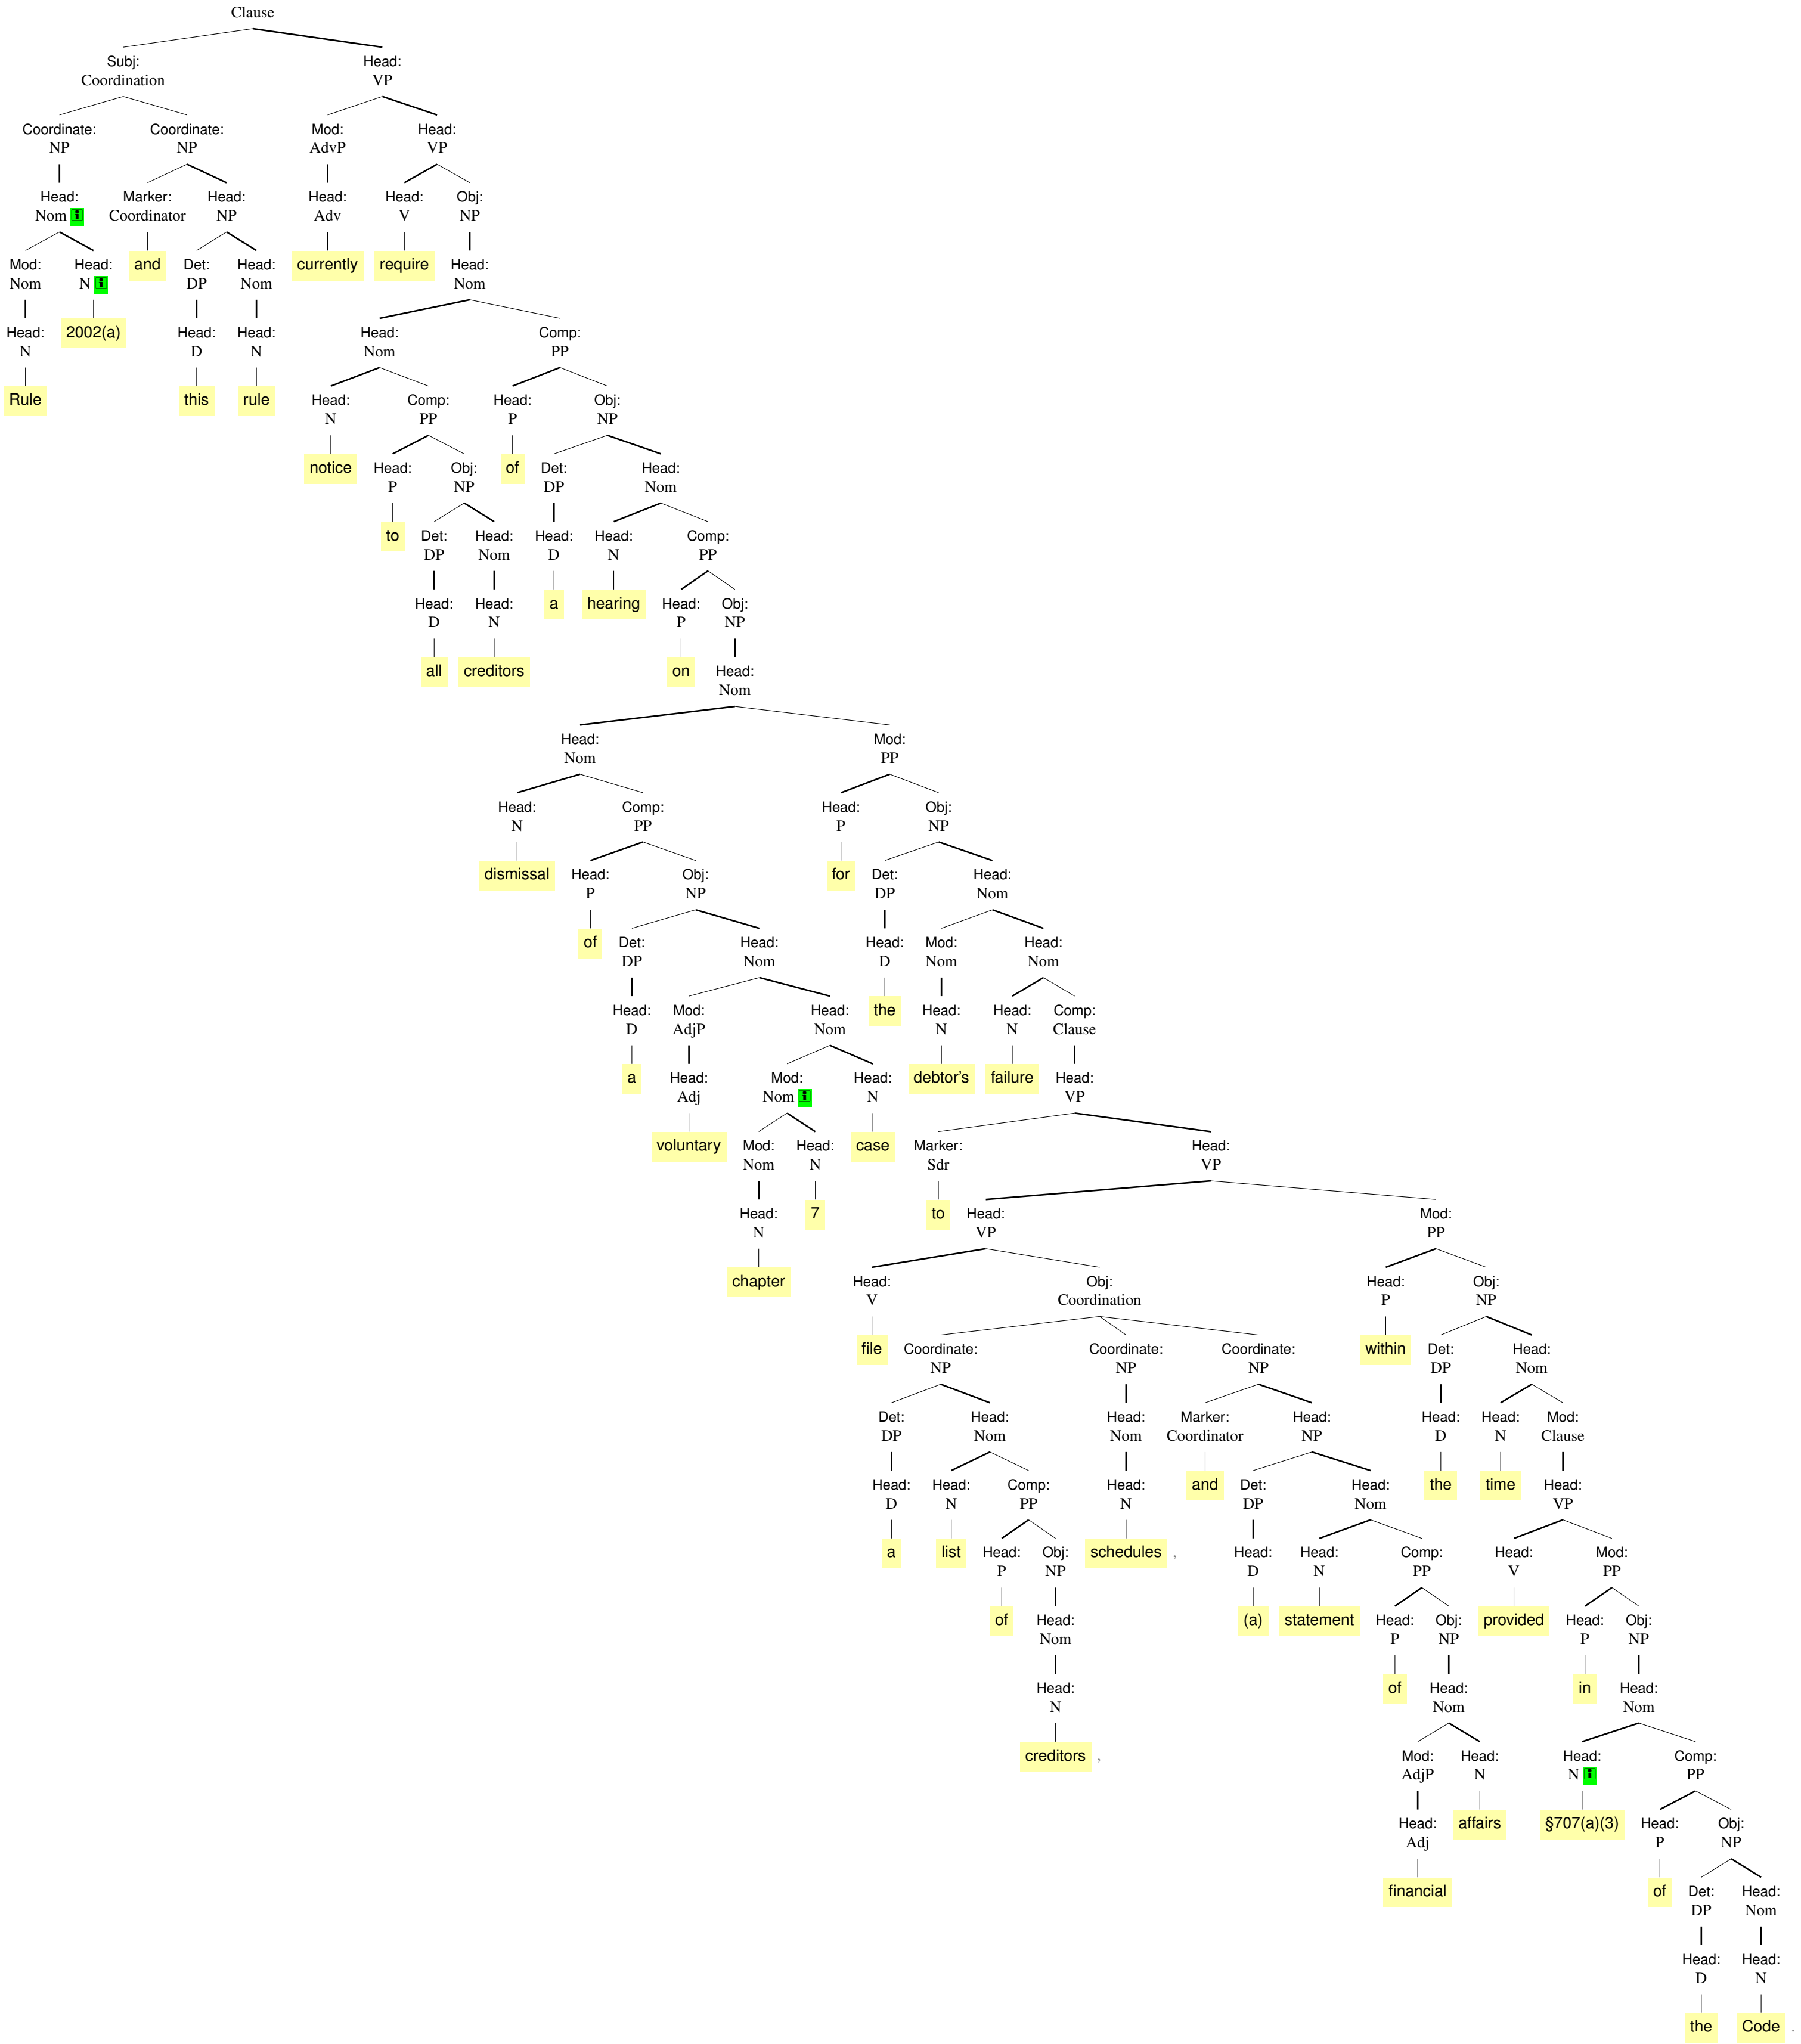 Clause
Subj: Head:
Coordination VP
Coordinate: Coordinate: Mod: Head:
NP NP AdvP VP
Head: Marker: Head: Head: Head: Obj:
Nom i Coordinator NP Adv V NP
Mod: Head: and Det: Head: currently require Head:
Nom N i DP Nom Nom
Head: 2002(a) Head: Head: Head: Comp:
N D N Nom PP
Rule this rule Head: Comp: Head: Obj:
N PP P NP
notice Head: Obj: of Det: Head:
P NP DP Nom
to Det: Head: Head: Head: Comp:
DP Nom D N PP
Head: Head: a hearing Head: Obj:
D N P NP
all creditors on Head:
Nom
Head: Mod:
Nom PP
Head: Comp: Head: Obj:
N PP P NP
dismissal Head: Obj: for Det: Head:
P NP DP Nom
of Det: Head: Head: Mod: Head:
DP Nom D Nom Nom
Head: Mod: Head: the Head: Head: Comp:
D AdjP Nom N N Clause
a Head: Mod: Head: debtor's failure Head:
Adj Nom i N VP
voluntary Mod: Head: case Marker: Head:
Nom N Sdr VP
Head: 7 to Head: Mod:
N VP PP
chapter Head: Obj: Head: Obj:
V Coordination P NP
file Coordinate: Coordinate: Coordinate: within Det: Head:
NP NP NP DP Nom
Det: Head: Head: Marker: Head: Head: Head: Mod:
DP Nom Nom Coordinator NP D N Clause
Head: Head: Comp: Head: and Det: Head: the time Head:
D N PP N DP Nom VP
a list Head: Obj: schedules , Head: Head: Comp: Head: Mod:
P NP D N PP V PP
of Head: (a) statement Head: Obj: provided Head: Obj:
Nom P NP P NP
Head: of Head: in Head:
N Nom Nom
creditors , Mod: Head: Head: Comp:
AdjP N N i PP
Head: affairs §707(a)(3) Head: Obj:
Adj P NP
financial of Det: Head:
DP Nom
Head: Head:
D N
the Code .